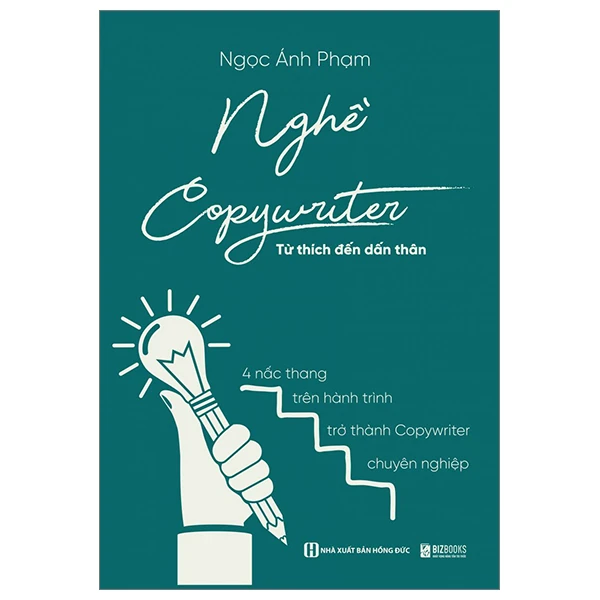 Ngọc Ánh Phạm
Nghề
Copywriter
Từ thích đến dấn thân
4 nấc thang
trên hành trình
trở thành Copywriter
chuyên nghiệp
NHÀ XUẤT BẢN HỒNG ĐỨC
BIZBOOKS